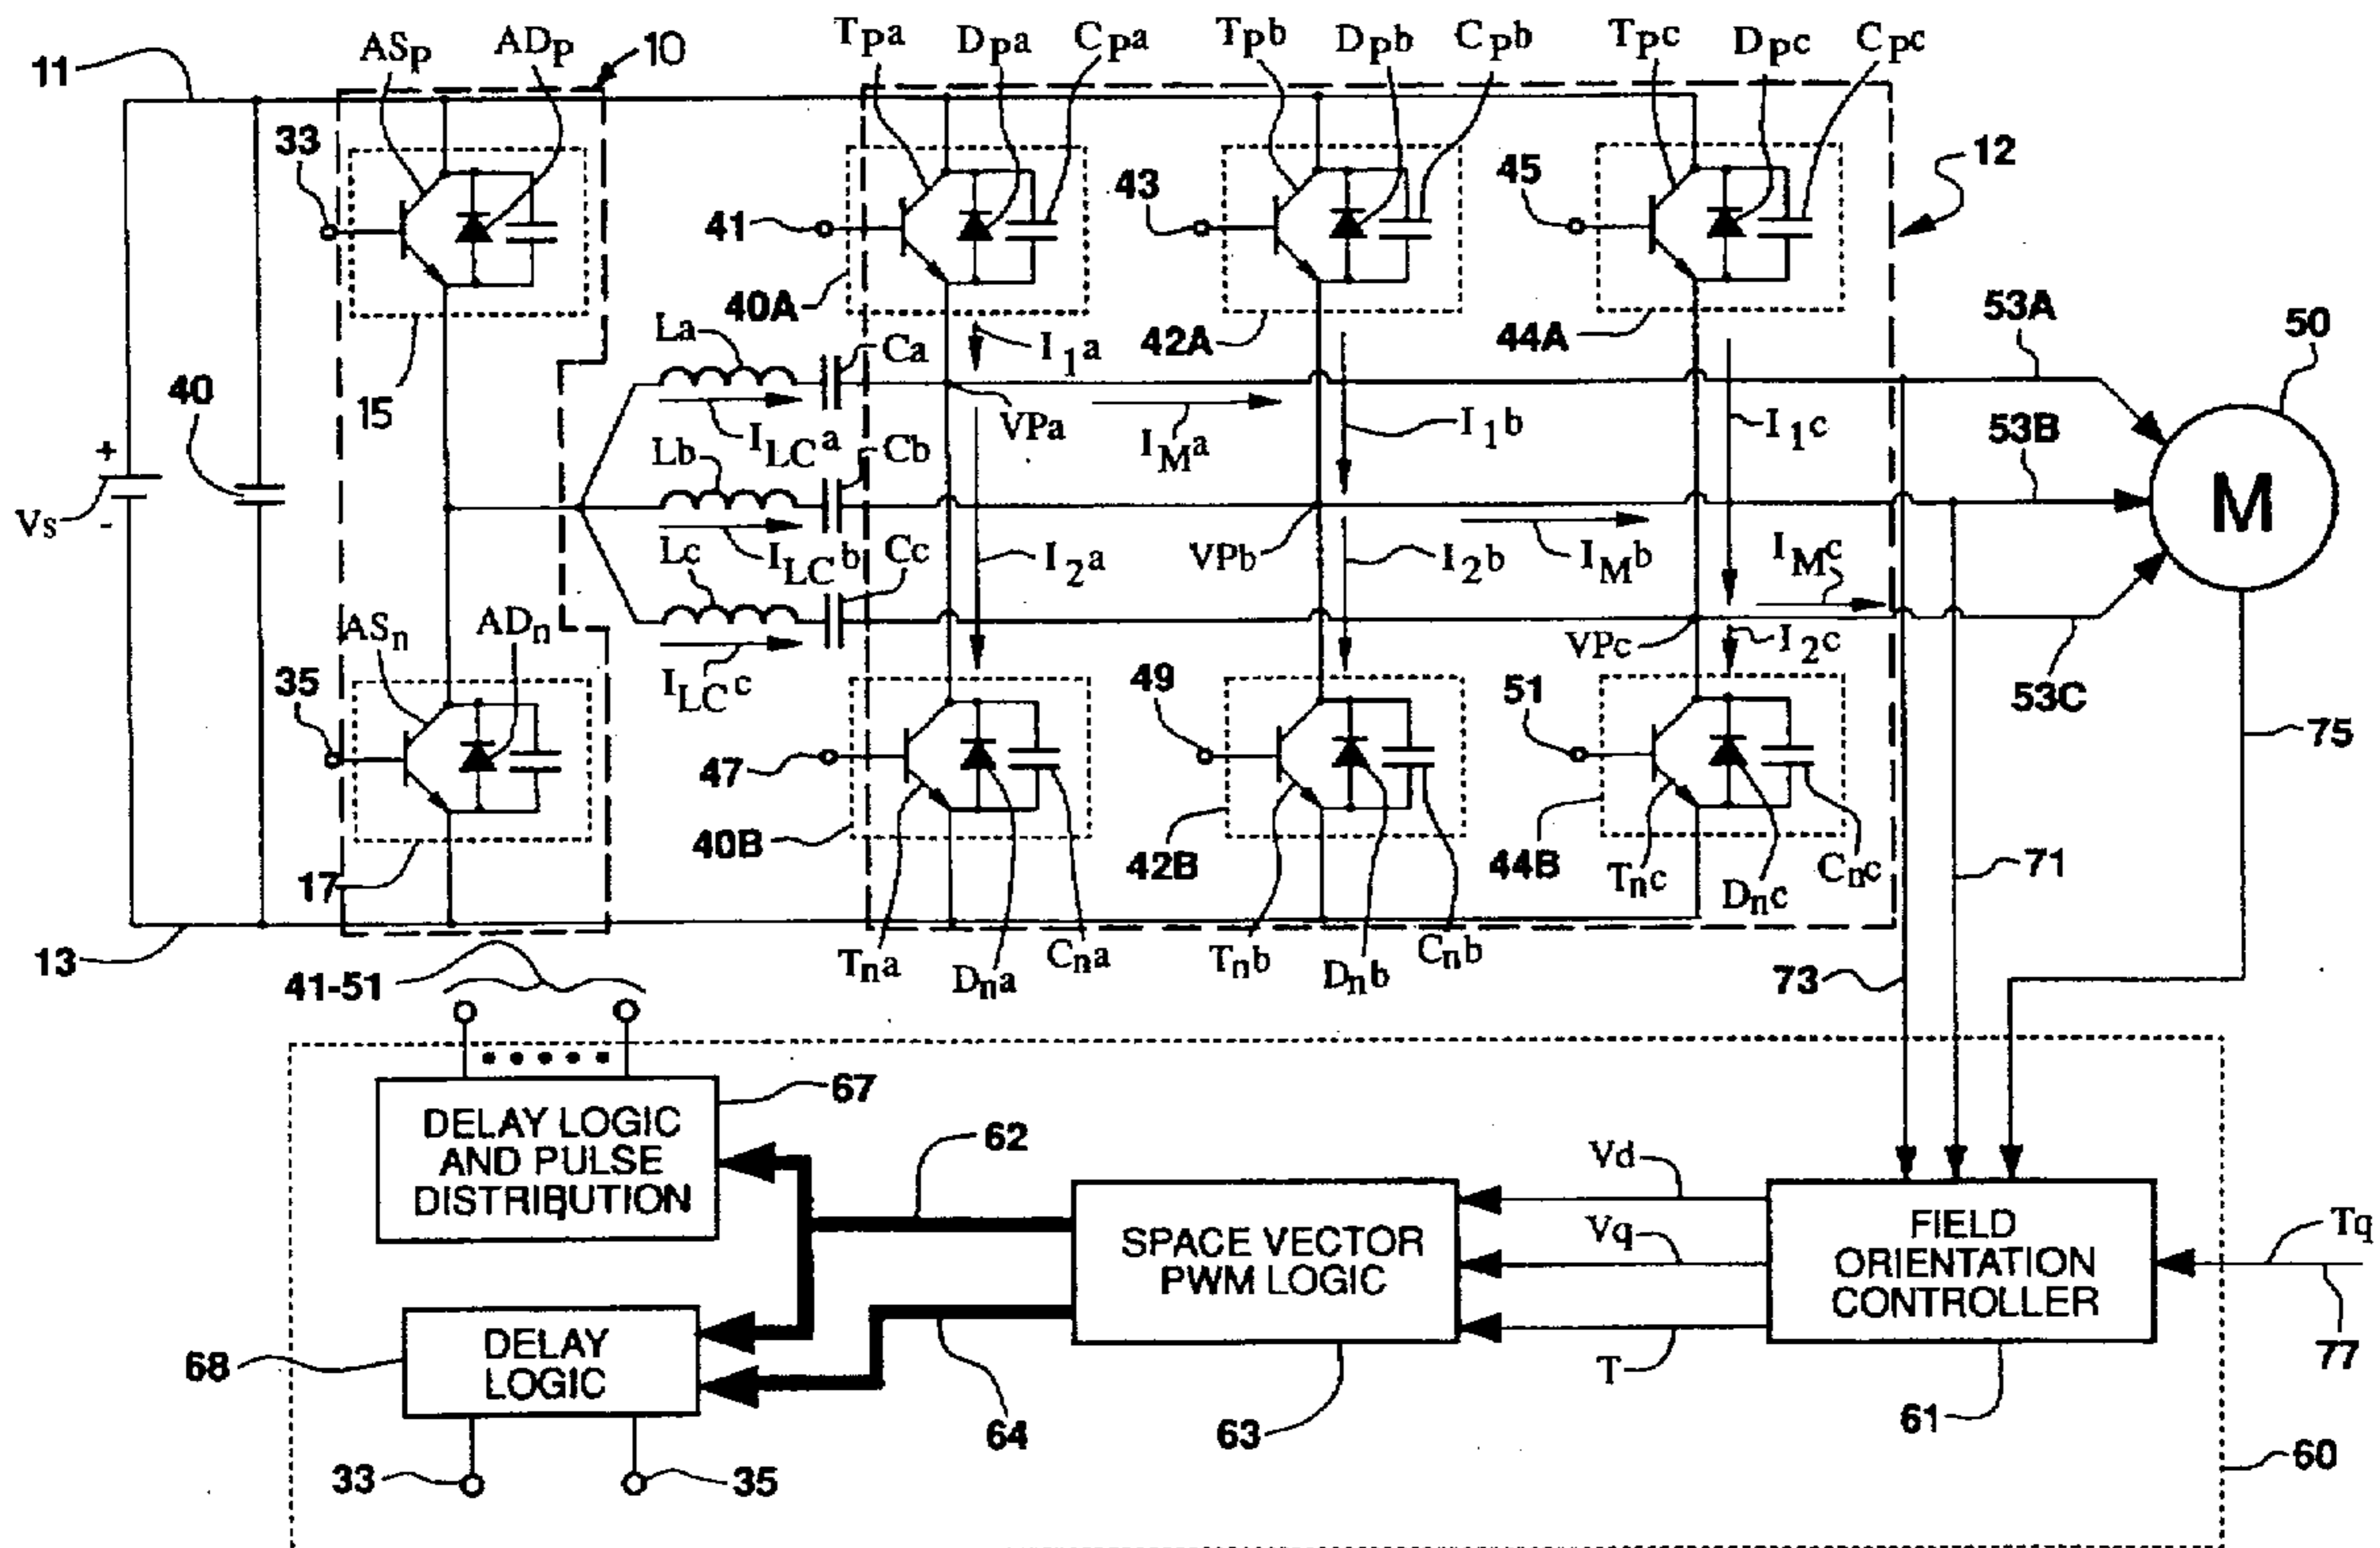 11
ASp
ADp
10
Tpa
Dpa
Cpa
Tpb
Dpb
Cpb
Tpc
Dpc
Cpc
33
41
43
45
12
40A
42A
44A
15
La
Ca
I1a
53A
50
40
ILCa
VPa
IMa
I1b
I1c
53B
+
Vs
-
Lb
Cb
M
ILCb
I2a
VPb
I2b
IMb
IMc
Lc
Cc
ILCc
VPc
I2c
53C
75
ASn
ADn
35
47
49
51
40B
42B
44B
17
Tnc
Dnc
Cnc
71
13
41-51
Tna
Dna
Cna
Tnb
Dnb
Cnb
73
67
DELAY LOGIC
AND PULSE
DISTRIBUTION
62
SPACE VECTOR
PWM LOGIC
Vd
Vq
T
FIELD
ORIENTATION
CONTROLLER
Tq
77
68
DELAY
LOGIC
64
63
61
60
33
35